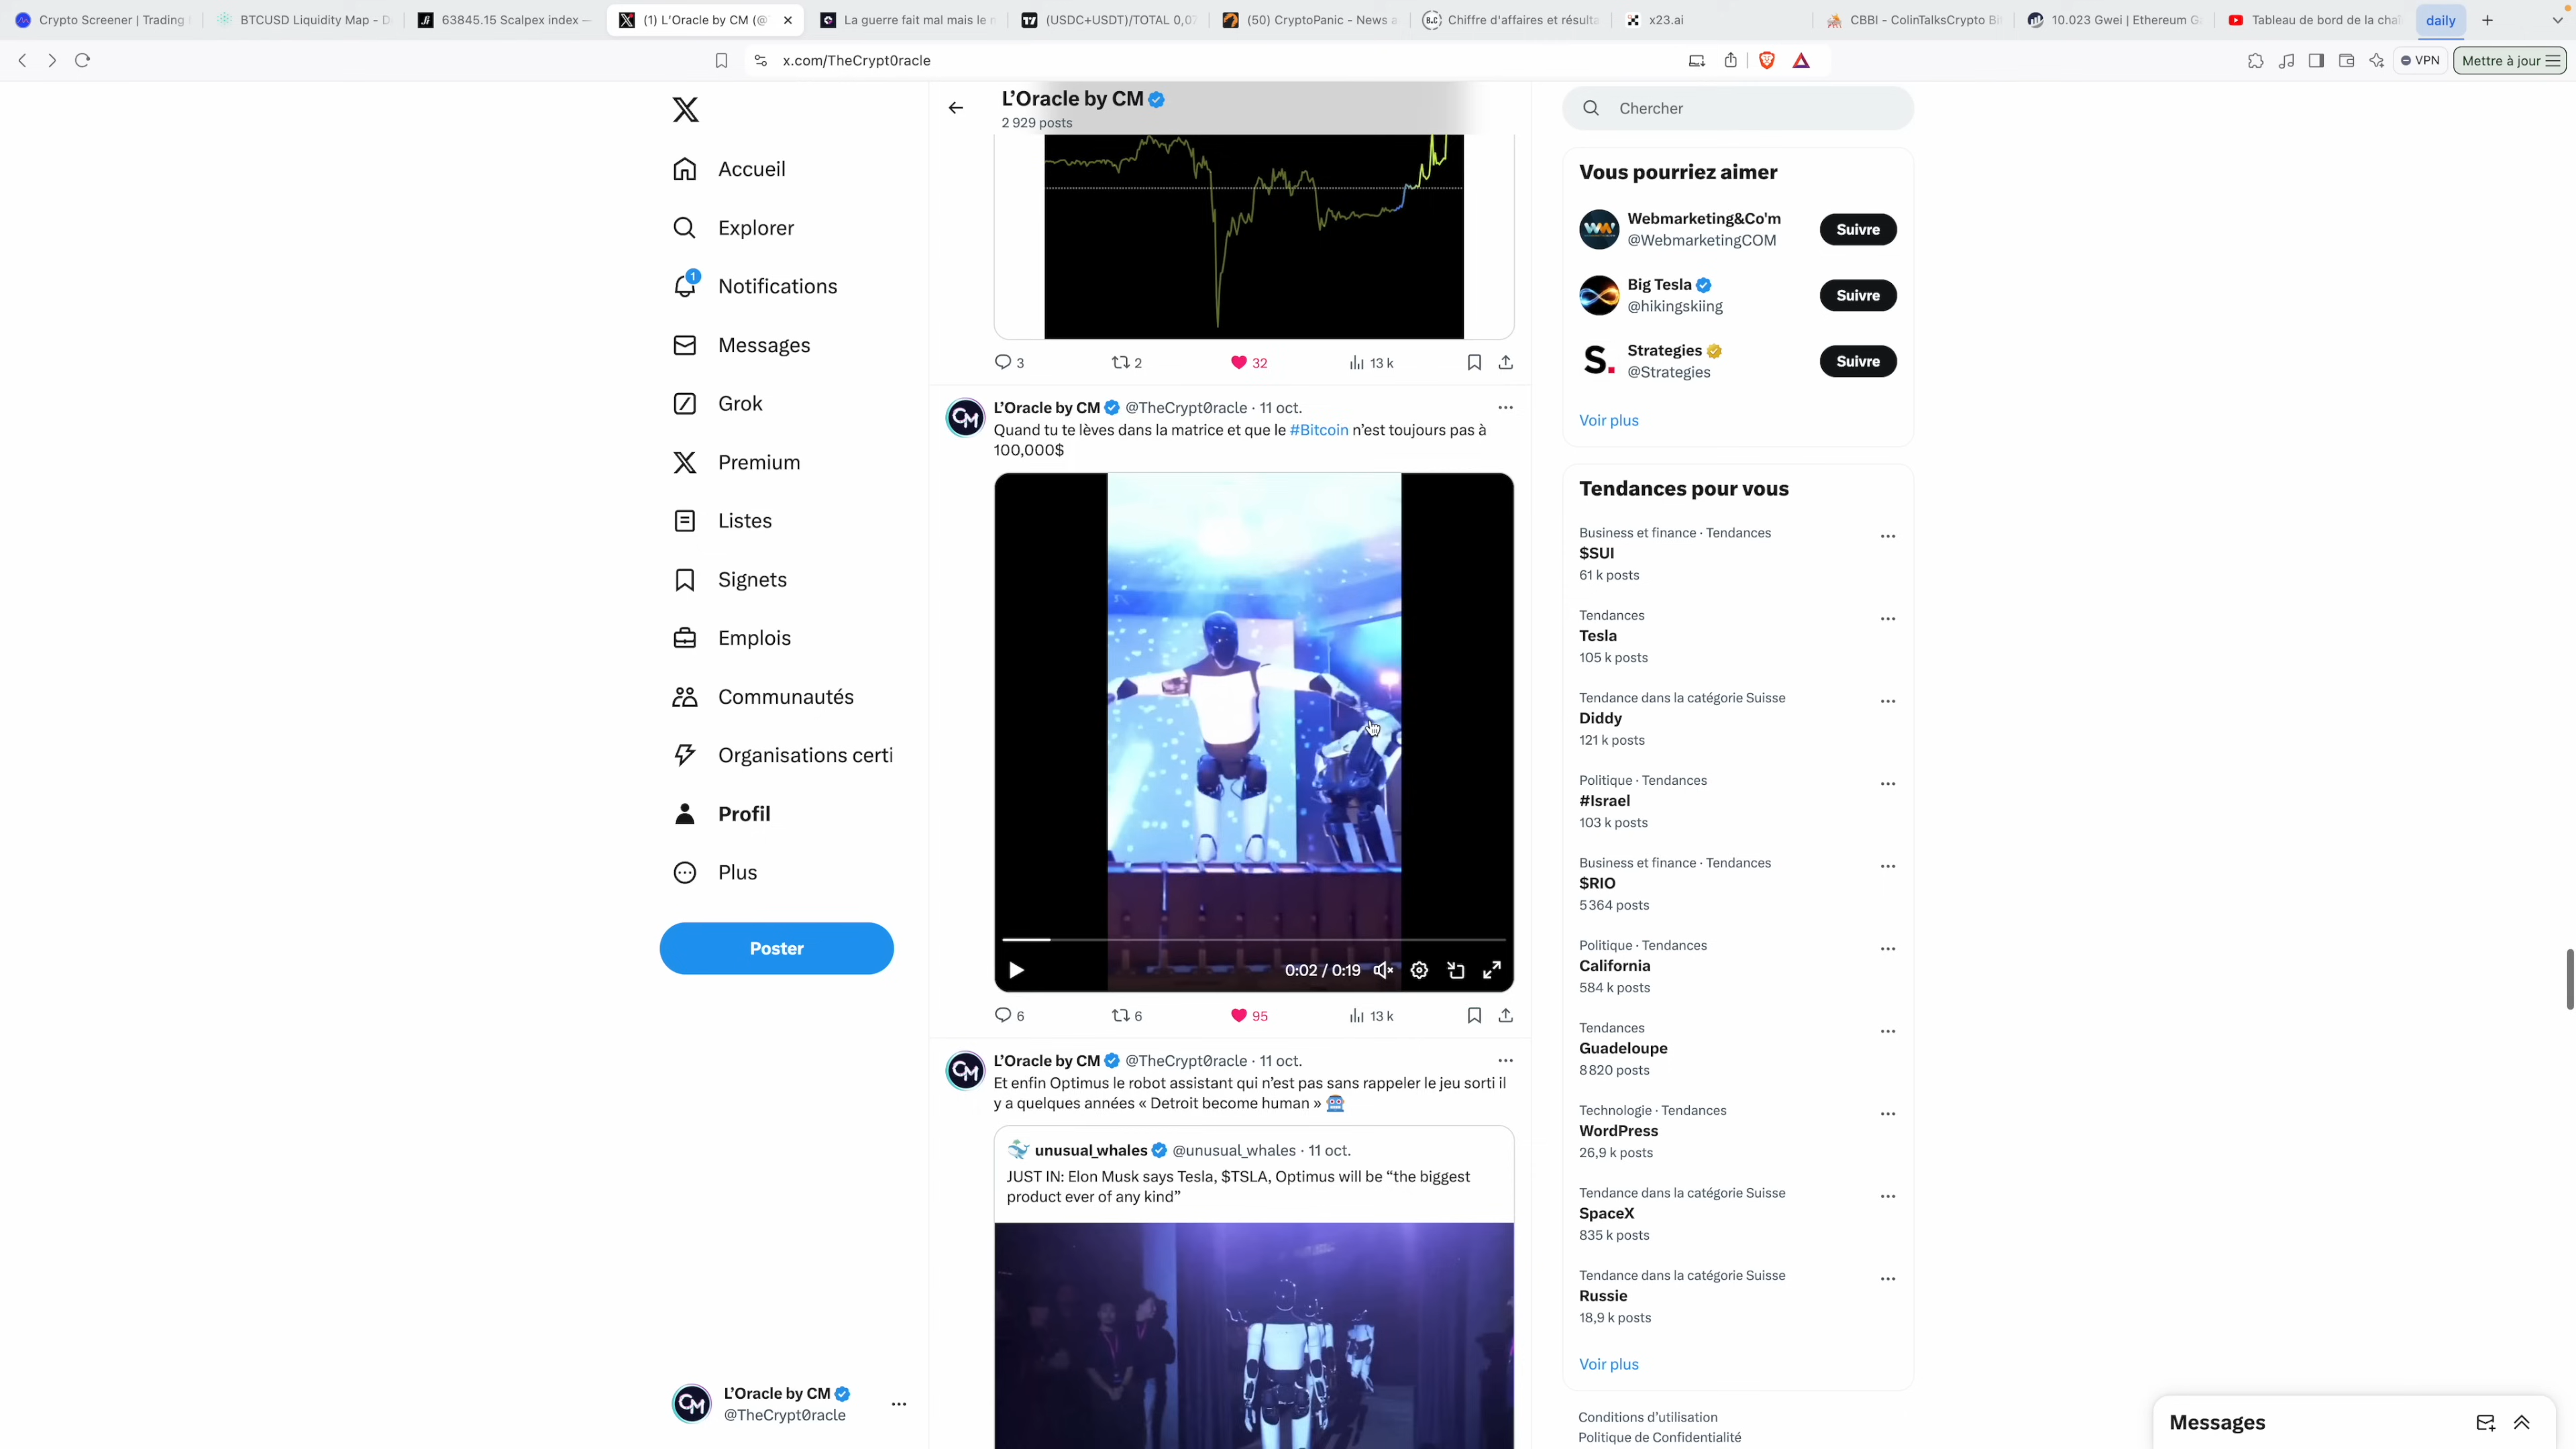 Crypto Screener | Trading
BTCUSD Liquidity Map - D
63845.15 Scalpex index —
(1) L'Oracle by CM (@
La guerre fait mal mais le
(USDC+USDT)/TOTAL 0,07
(50) CryptoPanic - News a
Chiffre d'affaires et résulta
x23.ai
CBBI - ColinTalksCrypto Bi
10.023 Gwei | Ethereum G
Tableau de bord de la cha
daily
x.com/TheCrypt0racle
VPN
Mettre à jour
Accueil
Explorer
1
Notifications
Messages
Grok
Premium
Listes
Signets
Emplois
Communautés
Organisations certi
Profil
Plus
Poster
L'Oracle by CM
@TheCrypt0racle
L'Oracle by CM
2 929 posts
3 2 32 13 k
L'Oracle by CM @TheCrypt0racle · 11 oct.
Quand tu te lèves dans la matrice et que le #Bitcoin n'est toujours pas à
100,000$
0:02 / 0:19
6 6 95 13 k
L'Oracle by CM @TheCrypt0racle · 11 oct.
Et enfin Optimus le robot assistant qui n'est pas sans rappeler le jeu sorti il
y a quelques années « Detroit become human »
unusual_whales @unusual_whales · 11 oct.
JUST IN: Elon Musk says Tesla, $TSLA, Optimus will be “the biggest
product ever of any kind”
Chercher
Vous pourriez aimer
Webmarketing&Co'm
@WebmarketingCOM
Suivre
Big Tesla
@hikingskiing
Suivre
Strategies
@Strategies
Suivre
Voir plus
Tendances pour vous
Business et finance · Tendances
$SUI
61 k posts
Tendances
Tesla
105 k posts
Tendance dans la catégorie Suisse
Diddy
121 k posts
Politique · Tendances
#Israel
103 k posts
Business et finance · Tendances
$RIO
5 364 posts
Politique · Tendances
California
584 k posts
Tendances
Guadeloupe
8 820 posts
Technologie · Tendances
WordPress
26,9 k posts
Tendance dans la catégorie Suisse
SpaceX
835 k posts
Tendance dans la catégorie Suisse
Russie
18,9 k posts
Voir plus
Conditions d'utilisation
Politique de Confidentialité
Messages